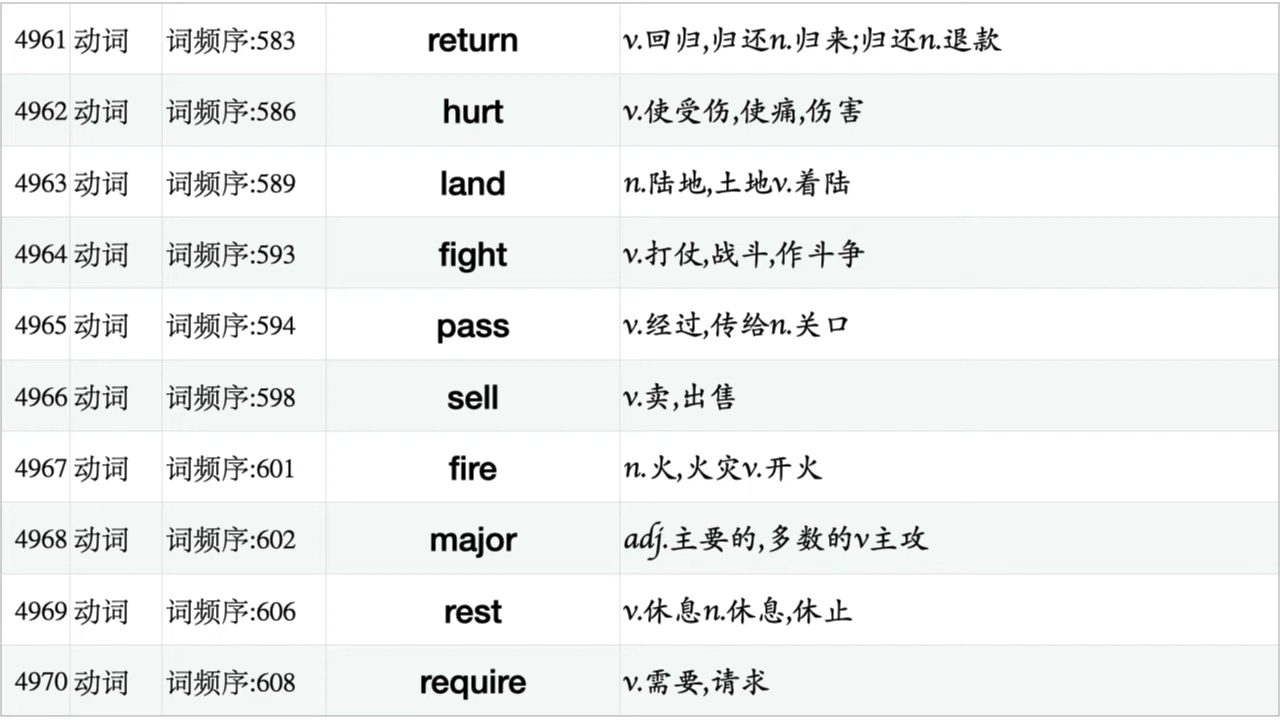 4961 动词 词频序:583 return v.回归,归还n.归来;归还n.退款
4962 动词 词频序:586 hurt v.使受伤,使痛,伤害
4963 动词 词频序:589 land n.陆地,土地v.着陆
4964 动词 词频序:593 fight v.打仗,战斗,作斗争
4965 动词 词频序:594 pass v.经过,传给n.关口
4966 动词 词频序:598 sell v.卖,出售
4967 动词 词频序:601 fire n.火,火灾v.开火
4968 动词 词频序:602 major adj.主要的,多数的v主攻
4969 动词 词频序:606 rest v.休息n.休息,休止
4970 动词 词频序:608 require v.需要,请求